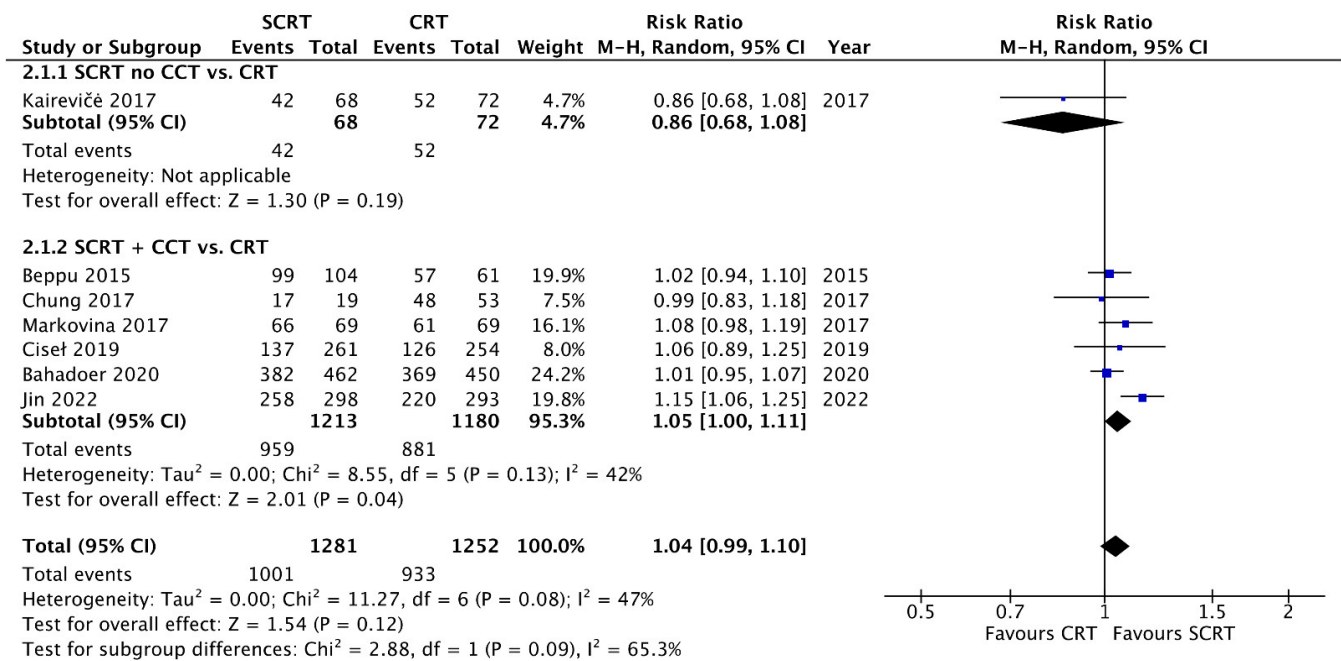 SCRT CRT Risk Ratio Risk Ratio
Study or Subgroup Events Total Events Total Weight M-H, Random, 95% CI Year M-H, Random, 95% CI
2.1.1 SCRT no CCT vs. CRT
Kairevičė 2017 42 68 52 72 4.7% 0.86 [0.68, 1.08] 2017
Subtotal (95% CI) 68 72 4.7% 0.86 [0.68, 1.08]
Total events 42 52
Heterogeneity: Not applicable
Test for overall effect: Z = 1.30 (P = 0.19)
2.1.2 SCRT + CCT vs. CRT
Beppu 2015 99 104 57 61 19.9% 1.02 [0.94, 1.10] 2015
Chung 2017 17 19 48 53 7.5% 0.99 [0.83, 1.18] 2017
Markovina 2017 66 69 61 69 16.1% 1.08 [0.98, 1.19] 2017
Ciseł 2019 137 261 126 254 8.0% 1.06 [0.89, 1.25] 2019
Bahadoer 2020 382 462 369 450 24.2% 1.01 [0.95, 1.07] 2020
Jin 2022 258 298 220 293 19.8% 1.15 [1.06, 1.25] 2022
Subtotal (95% CI) 1213 1180 95.3% 1.05 [1.00, 1.11]
Total events 959 881
Heterogeneity: Tau² = 0.00; Chi² = 8.55, df = 5 (P = 0.13); I² = 42%
Test for overall effect: Z = 2.01 (P = 0.04)
Total (95% CI) 1281 1252 100.0% 1.04 [0.99, 1.10]
Total events 1001 933
Heterogeneity: Tau² = 0.00; Chi² = 11.27, df = 6 (P = 0.08); I² = 47%
Test for overall effect: Z = 1.54 (P = 0.12)
Test for subgroup differences: Chi² = 2.88, df = 1 (P = 0.09), I² = 65.3%
0.5 0.7 1 1.5 2
Favours CRT Favours SCRT